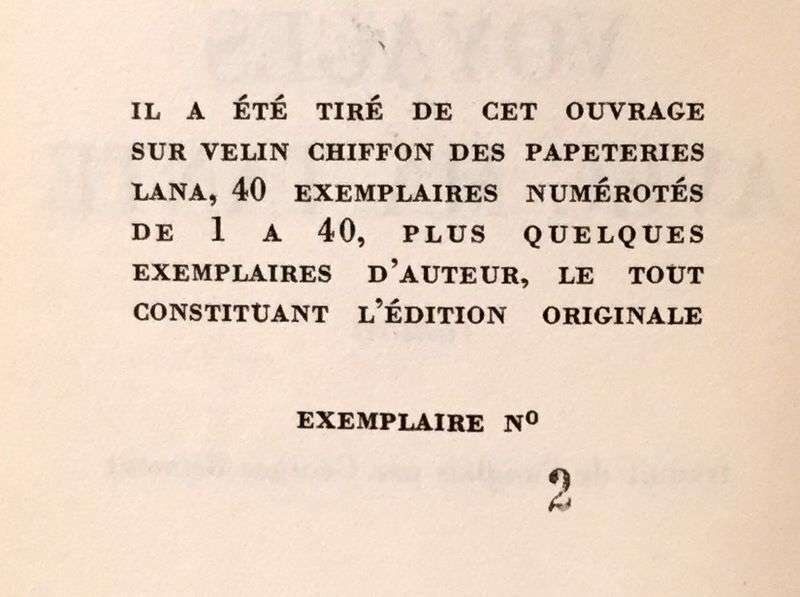 IL A ÉTÉ TIRÉ DE CET OUVRAGE
SUR VELIN CHIFFON DES PAPETERIES
LANA, 40 EXEMPLAIRES NUMÉROTÉS
DE 1 A 40, PLUS QUELQUES
EXEMPLAIRES D'AUTEUR, LE TOUT
CONSTITUANT L'ÉDITION ORIGINALE
EXEMPLAIRE Nº
2